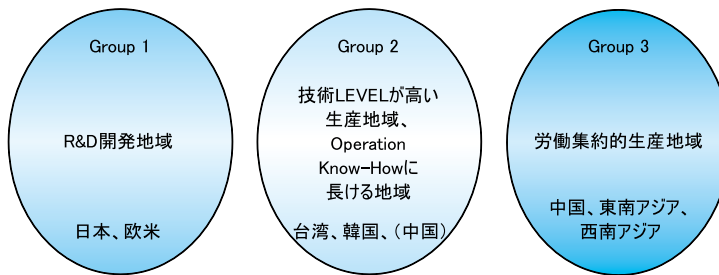 Group 1
R&D開発地域
日本、欧米
Group 2
技術LEVELが高い
生産地域、
Operation
Know-Howに
長ける地域
台湾、韓国、（中国）
Group 3
労働集約的生産地域
中国、東南アジア、
西南アジア